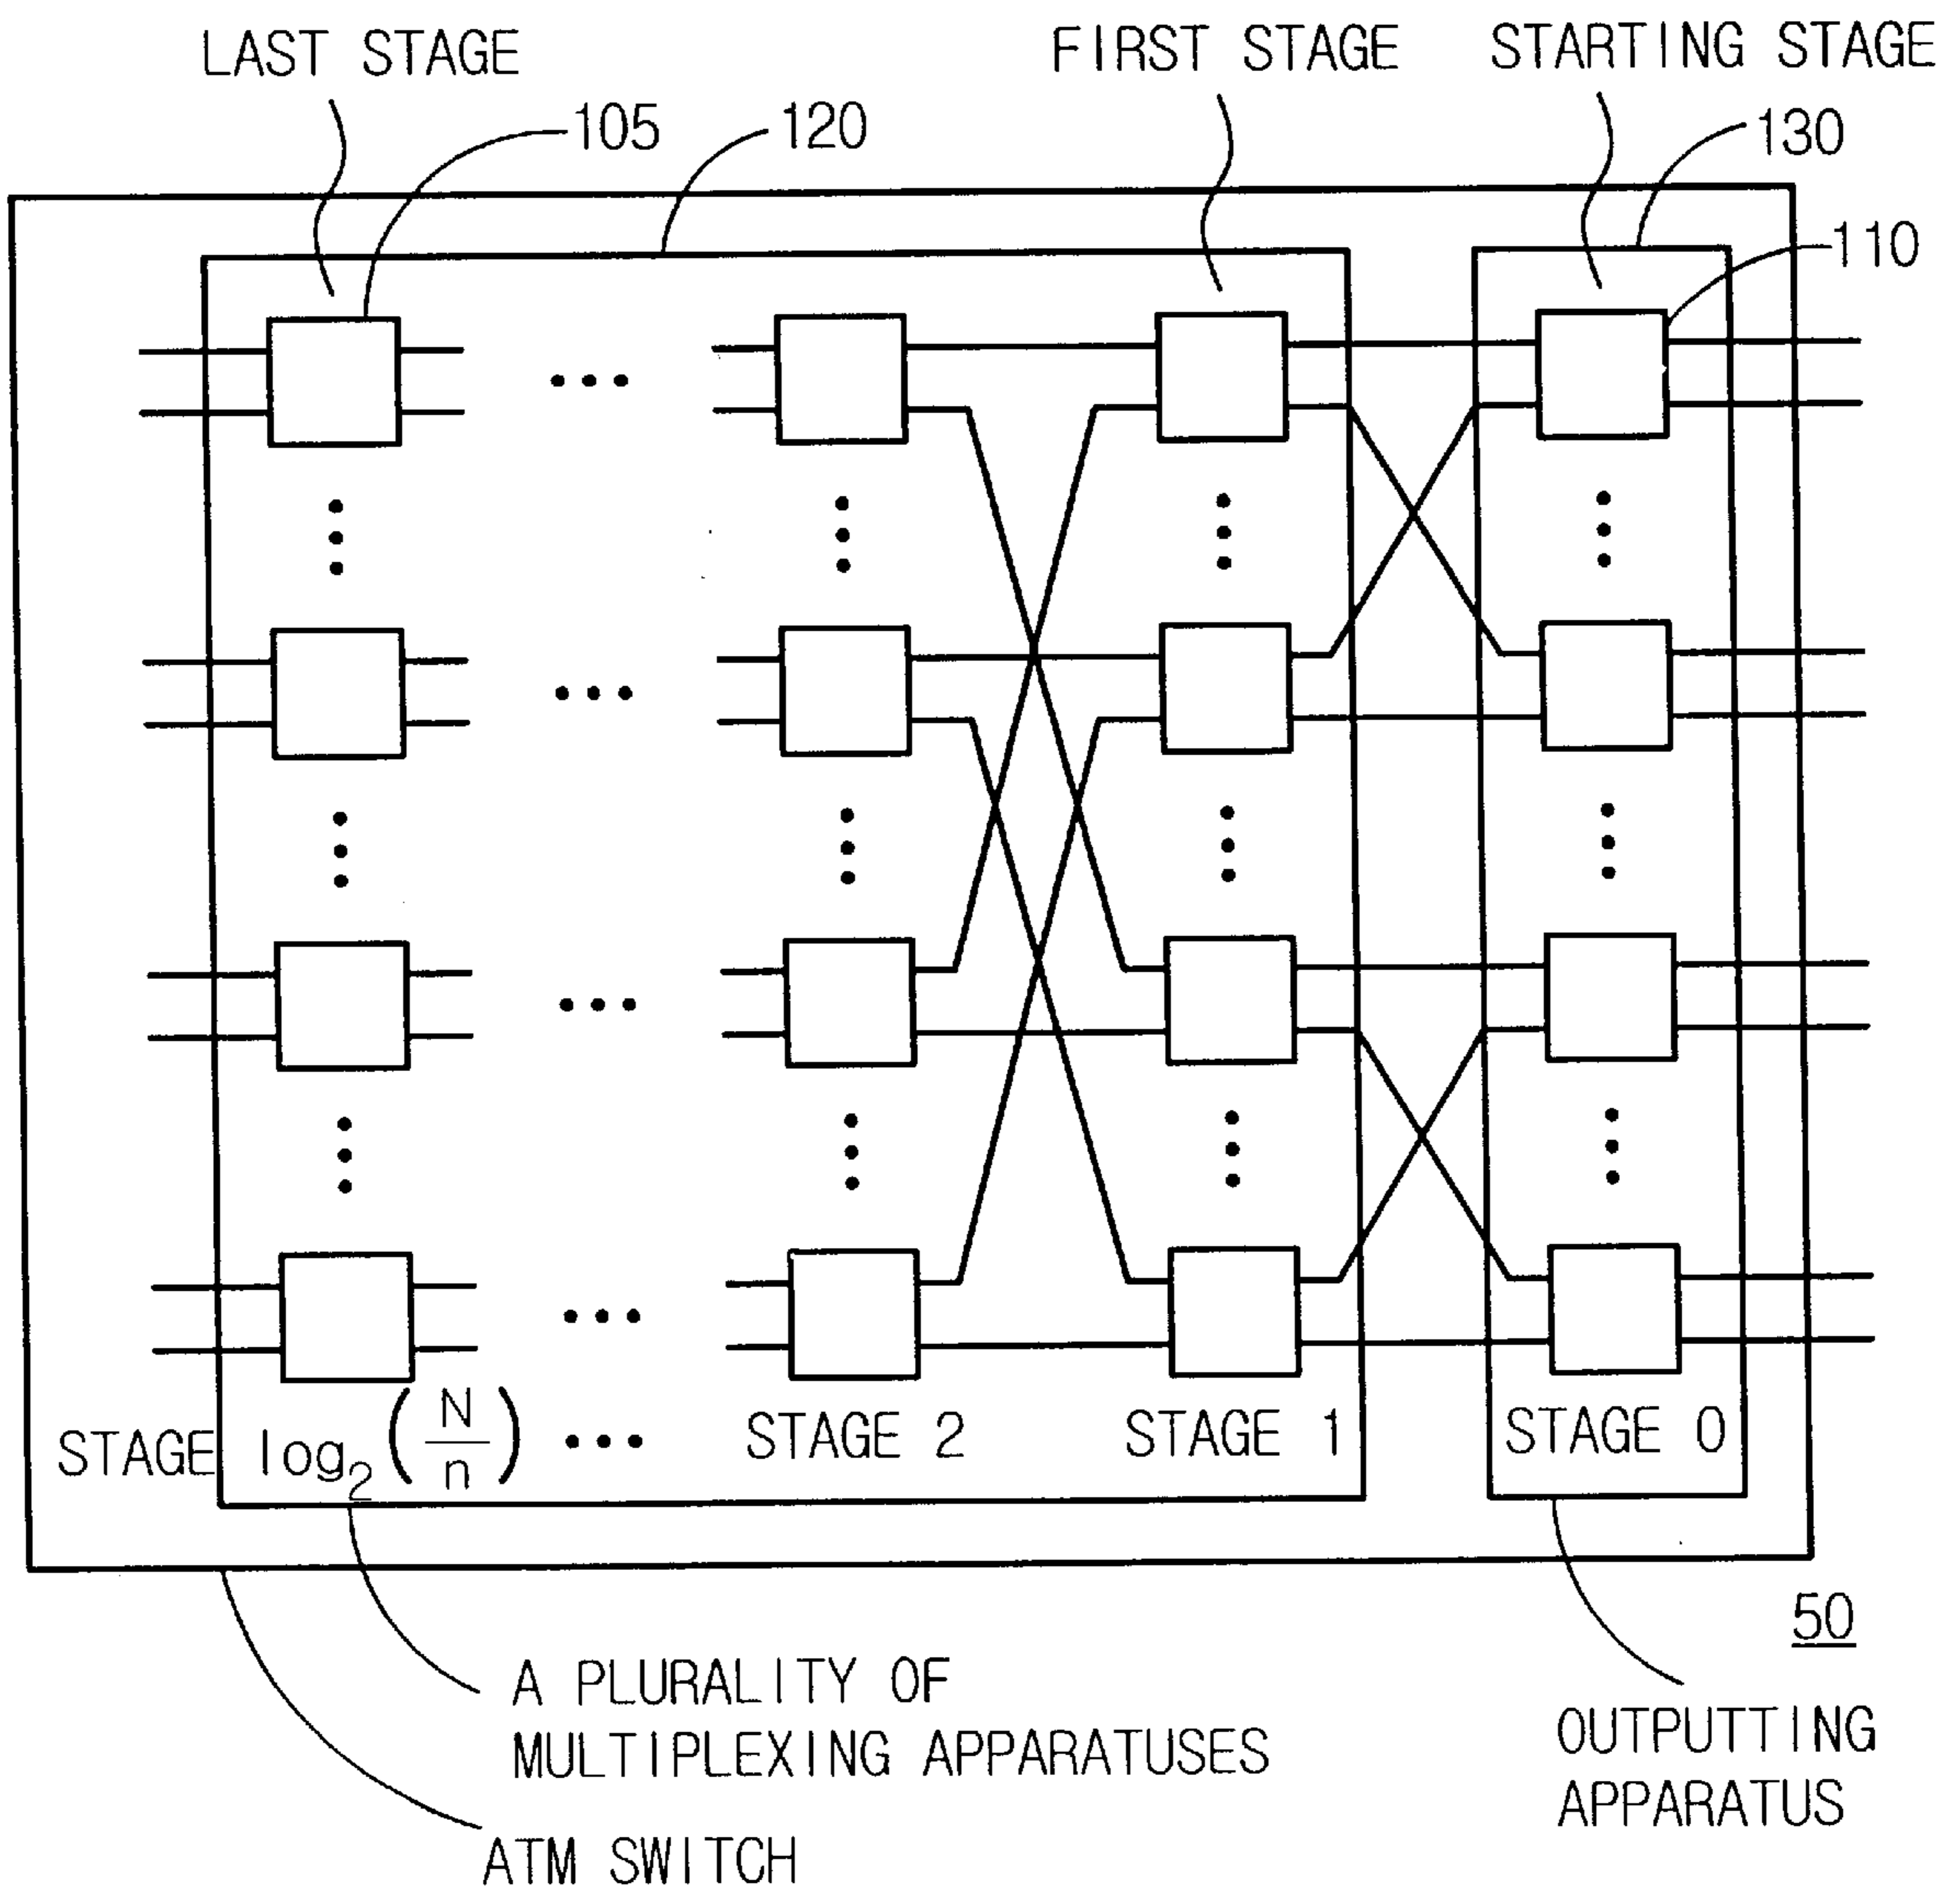 LAST STAGE
FIRST STAGE
STARTING STAGE
105
120
130
110
STAGE log₂(N/n) ••• STAGE 2 STAGE 1 STAGE 0
50
A PLURALITY OF
MULTIPLEXING APPARATUSES
OUTPUTTING
APPARATUS
ATM SWITCH